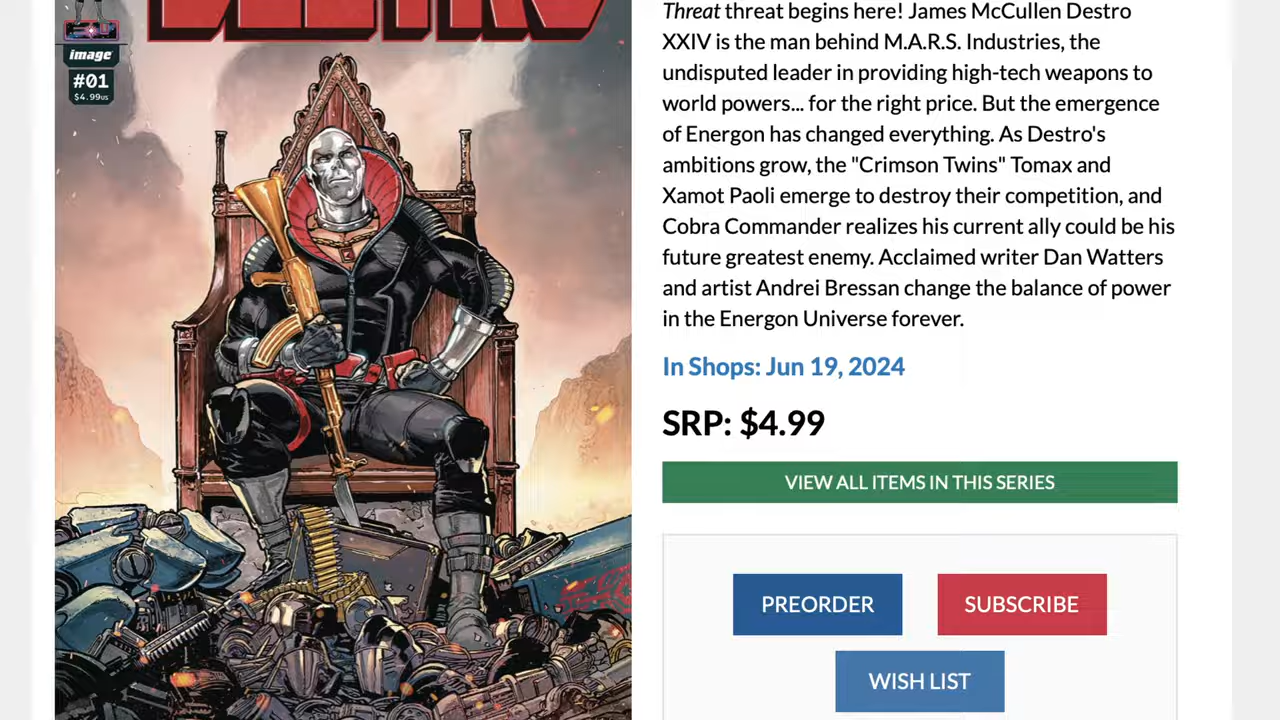 DESTRO
image
#01
$4.99US
Threat threat begins here! James McCullen Destro
XXIV is the man behind M.A.R.S. Industries, the
undisputed leader in providing high-tech weapons to
world powers... for the right price. But the emergence
of Energon has changed everything. As Destro's
ambitions grow, the "Crimson Twins" Tomax and
Xamot Paoli emerge to destroy their competition, and
Cobra Commander realizes his current ally could be his
future greatest enemy. Acclaimed writer Dan Watters
and artist Andrei Bressan change the balance of power
in the Energon Universe forever.
In Shops: Jun 19, 2024
SRP: $4.99
VIEW ALL ITEMS IN THIS SERIES
PREORDER
SUBSCRIBE
WISH LIST